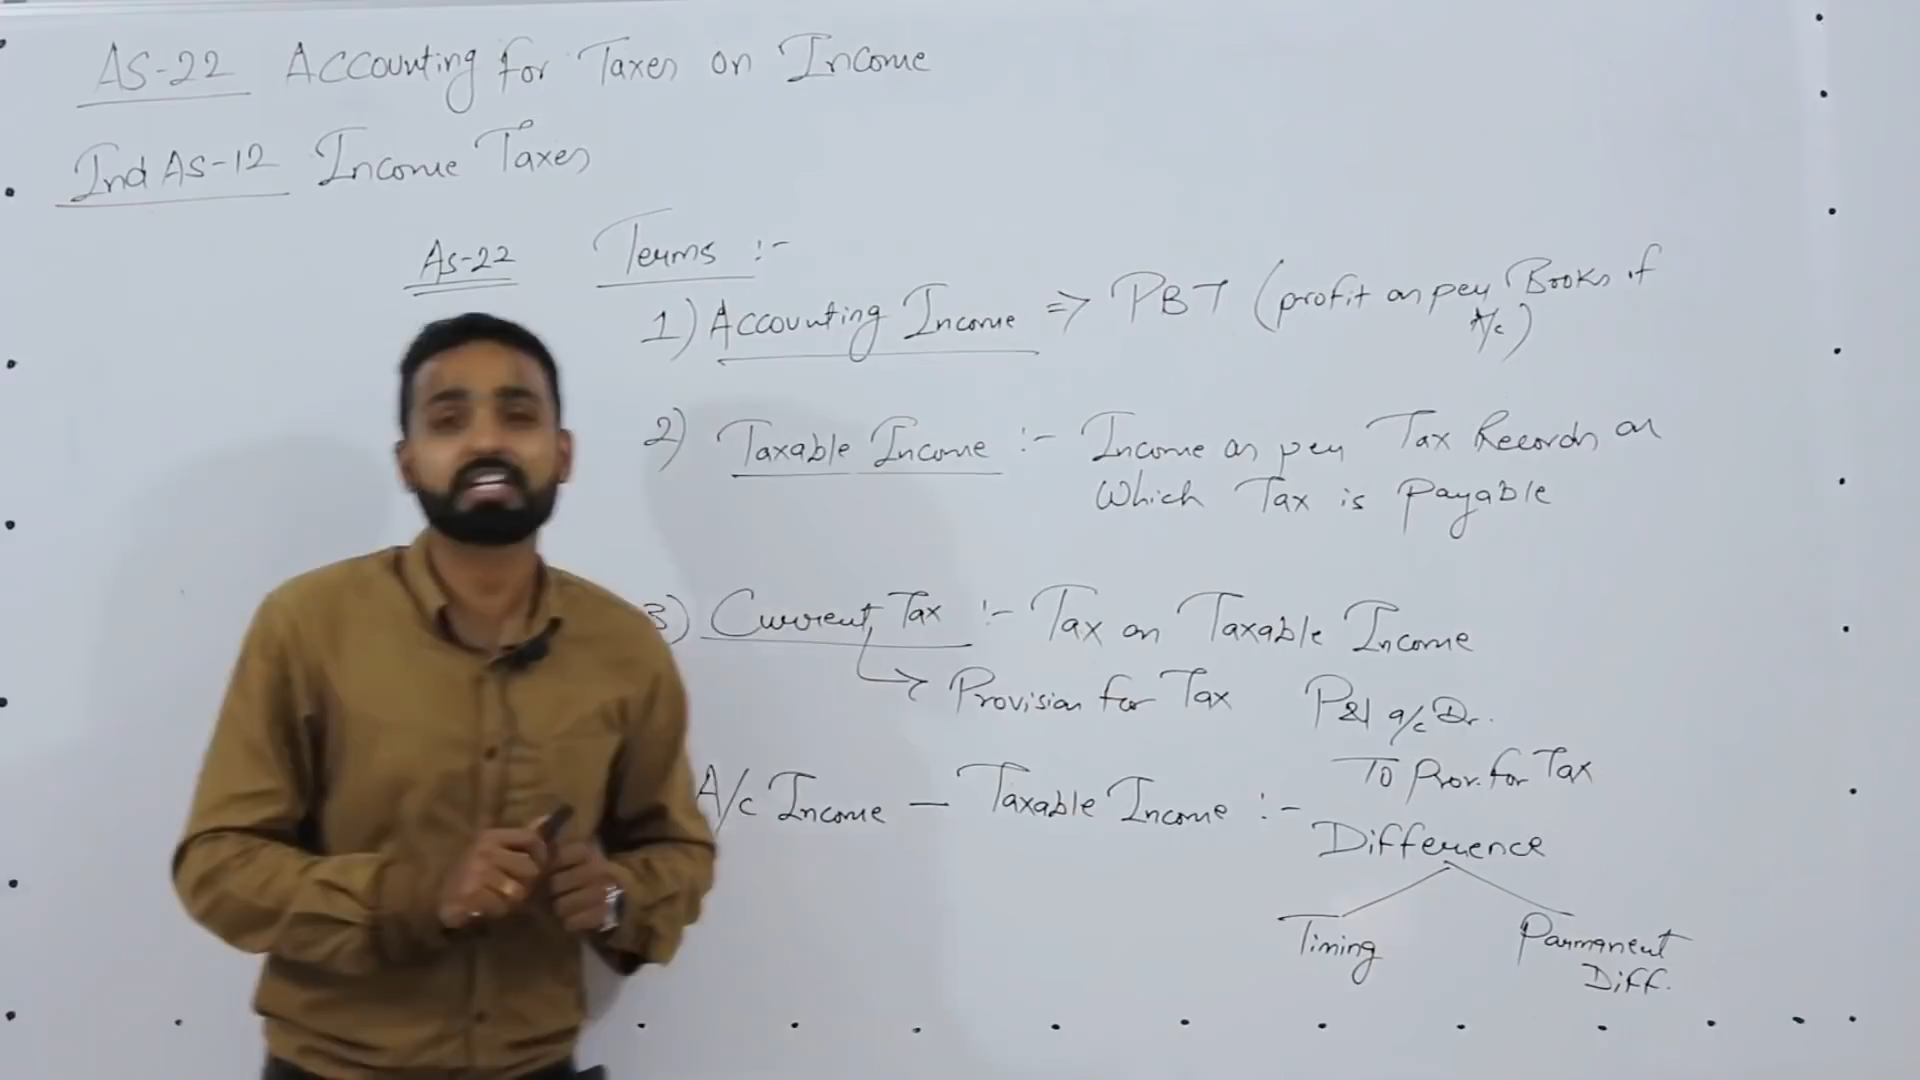 AS-22 Accounting for Taxes on Income
Ind AS-12 Income Taxes
AS-22 Terms :-
1) Accounting Income => PBT (profit as per Books of
A/c)
2) Taxable Income :- Income as per Tax Records on
Which Tax is Payable
3) Current Tax :- Tax on Taxable Income
Provision for Tax P&l a/c Dr.
To Prov. for Tax
A/c Income - Taxable Income :-
Difference
Timing Parmanent
Diff.